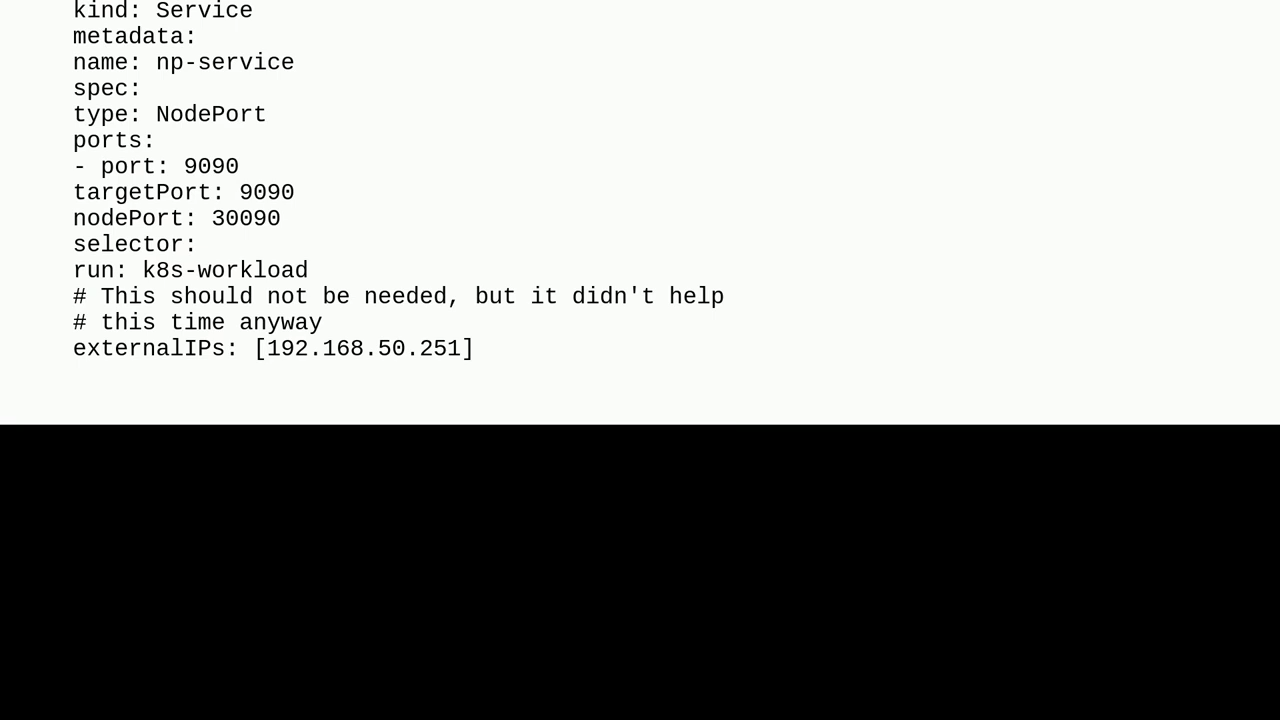 kind: Service
metadata:
name: np-service
spec:
type: NodePort
ports:
- port: 9090
targetPort: 9090
nodePort: 30090
selector:
run: k8s-workload
# This should not be needed, but it didn't help
# this time anyway
externalIPs: [192.168.50.251]